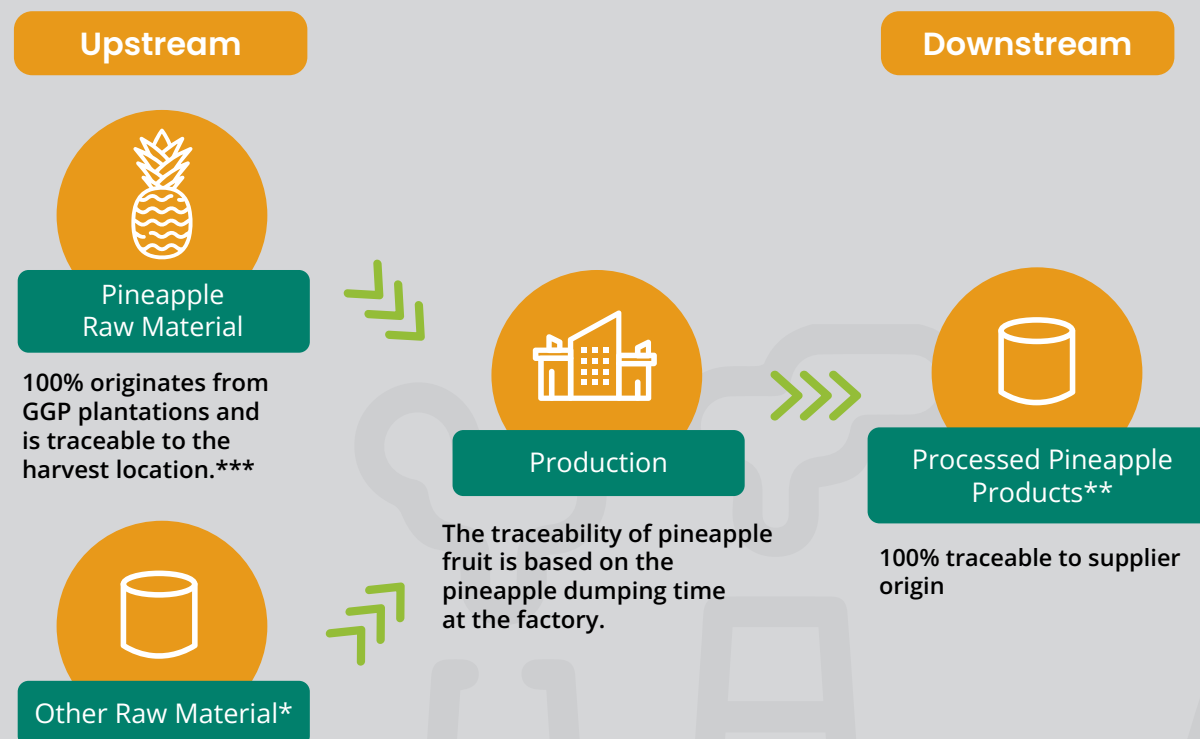 Upstream
Downstream
Pineapple
Raw Material
100% originates from
GGP plantations and
is traceable to the
harvest location.***
Other Raw Material*
Production
The traceability of pineapple
fruit is based on the
pineapple dumping time
at the factory.
Processed Pineapple
Products**
100% traceable to supplier
origin